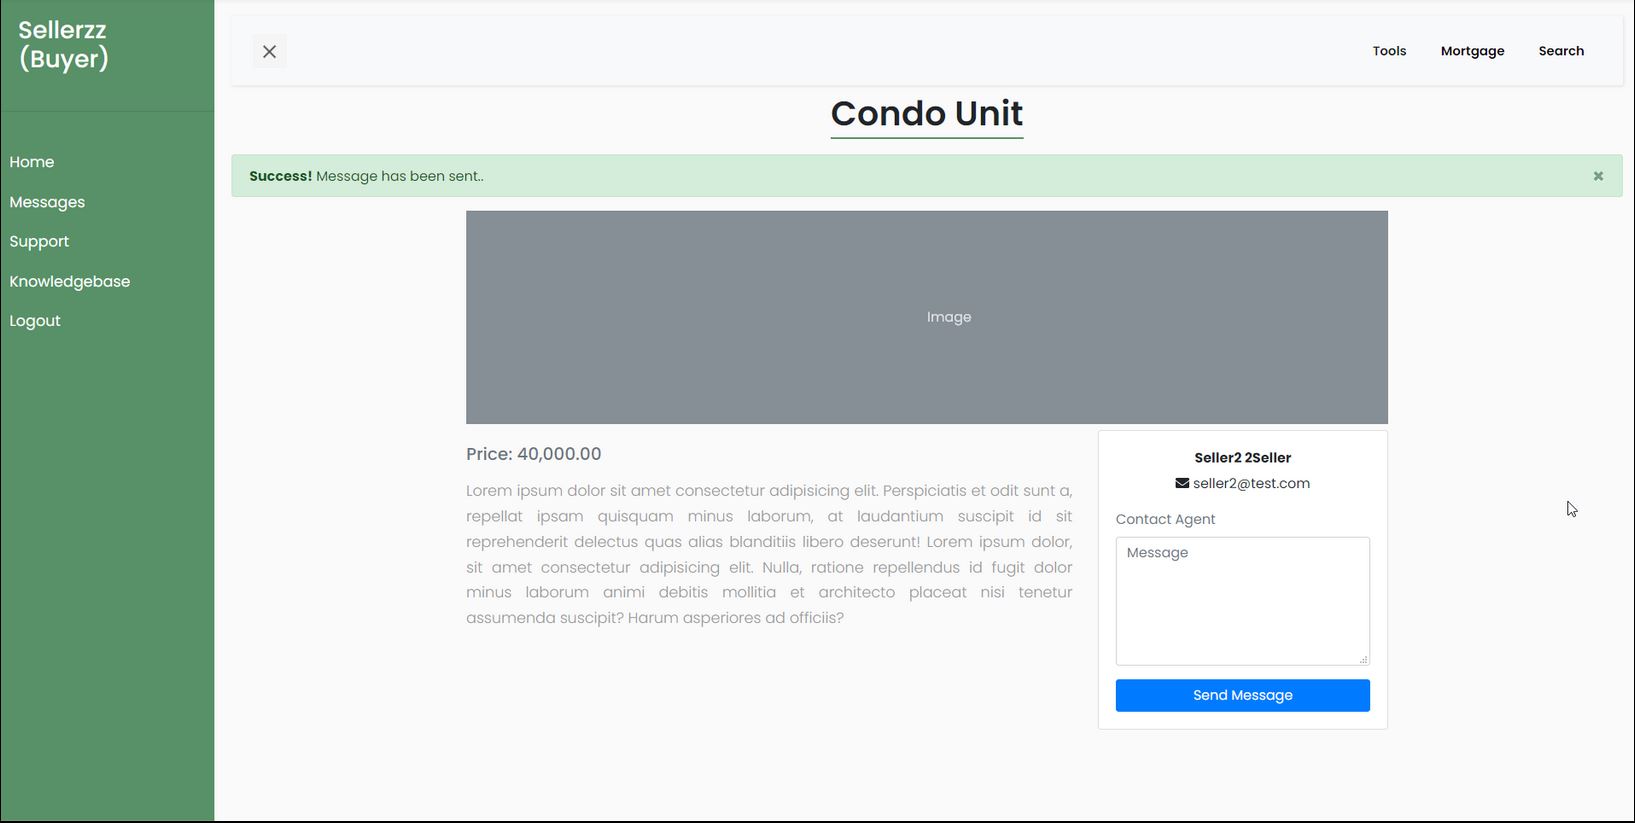 Sellerzz
(Buyer)
Home
Messages
Support
Knowledgebase
Logout
Tools
Mortgage
Search
Condo Unit
Success! Message has been sent..
×
Image
Price: 40,000.00
Lorem ipsum dolor sit amet consectetur adipisicing elit. Perspiciatis et odit sunt a,
repellat ipsam quisquam minus laborum, at laudantium suscipit id sit
reprehenderit delectus quas alias blanditiis libero deserunt! Lorem ipsum dolor,
sit amet consectetur adipisicing elit. Nulla, ratione repellendus id fugit dolor
minus laborum animi debitis mollitia et architecto placeat nisi tenetur
assumenda suscipit? Harum asperiores ad officiis?
Seller2 2Seller
seller2@test.com
Contact Agent
Message
Send Message